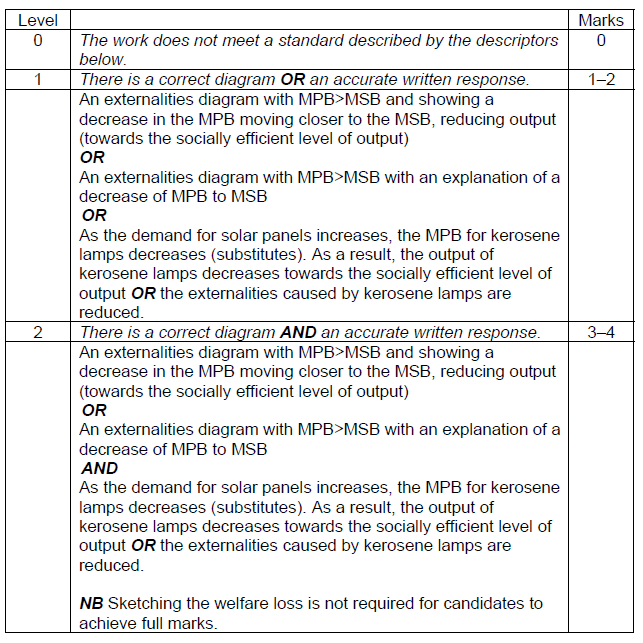 Level Marks
0 The work does not meet a standard described by the descriptors 0
below.
1 There is a correct diagram OR an accurate written response. 1–2
An externalities diagram with MPB>MSB and showing a
decrease in the MPB moving closer to the MSB, reducing output
(towards the socially efficient level of output)
OR
An externalities diagram with MPB>MSB with an explanation of a
decrease of MPB to MSB
OR
As the demand for solar panels increases, the MPB for kerosene
lamps decreases (substitutes). As a result, the output of
kerosene lamps decreases towards the socially efficient level of
output OR the externalities caused by kerosene lamps are
reduced.
2 There is a correct diagram AND an accurate written response. 3–4
An externalities diagram with MPB>MSB and showing a
decrease in the MPB moving closer to the MSB, reducing output
(towards the socially efficient level of output)
OR
An externalities diagram with MPB>MSB with an explanation of a
decrease of MPB to MSB
AND
As the demand for solar panels increases, the MPB for kerosene
lamps decreases (substitutes). As a result, the output of
kerosene lamps decreases towards the socially efficient level of
output OR the externalities caused by kerosene lamps are
reduced.
NB Sketching the welfare loss is not required for candidates to
achieve full marks.